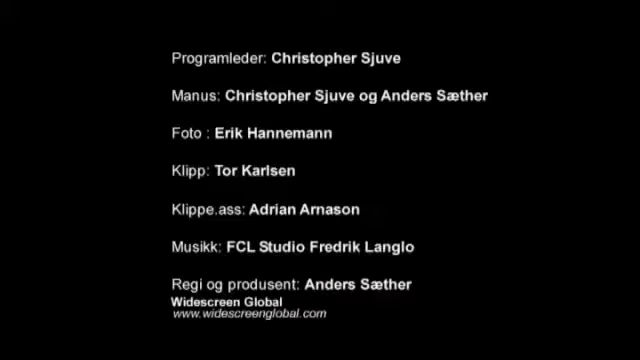 Programleder: Christopher Sjuve
Manus: Christopher Sjuve og Anders Sæther
Foto : Erik Hannemann
Klipp: Tor Karlsen
Klippe.ass: Adrian Arnason
Musikk: FCL Studio Fredrik Langlo
Regi og produsent: Anders Sæther
Widescreen Global
www.widescreenglobal.com